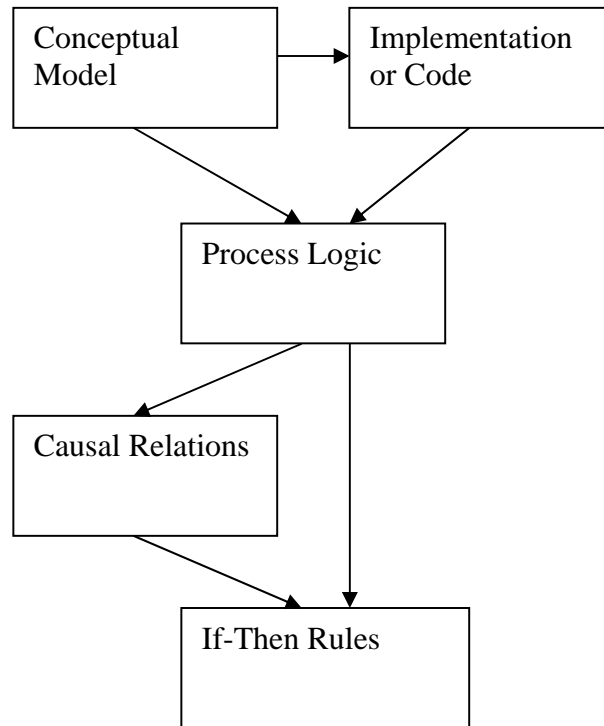 Conceptual
Model
Implementation
or Code
Process Logic
Causal Relations
If-Then Rules